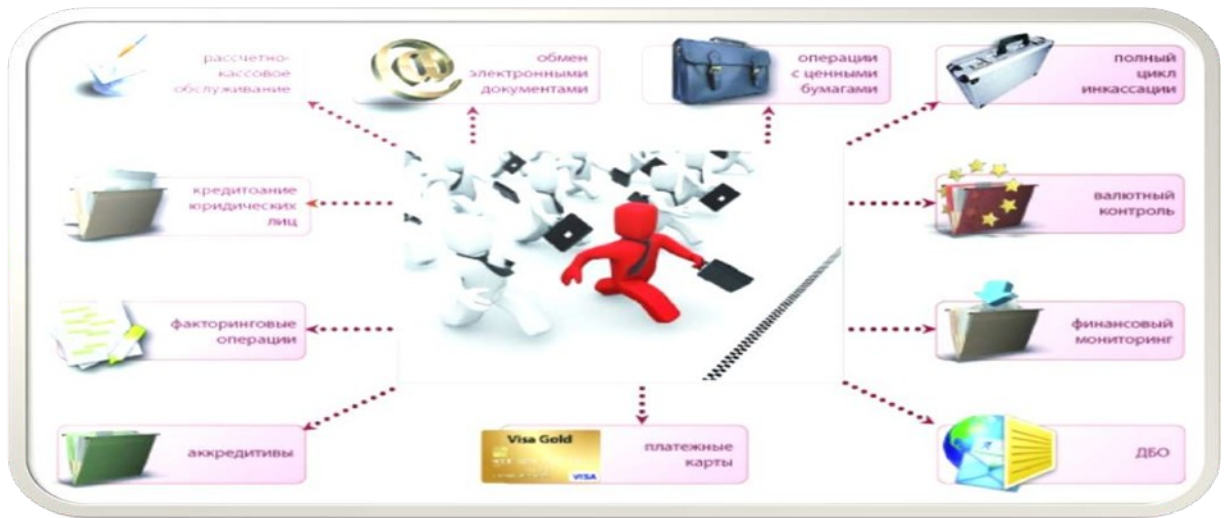 рассчетно-
кассовое
обслуживание
обмен
электронными
документами
операции
с ценными
бумагами
полный
цикл
инкассации
кредитоание
юридических
лиц
валютный
контроль
факторинговые
операции
финансовый
мониторинг
аккредитивы
Visa Gold
VISA
платежные
карты
ДБО